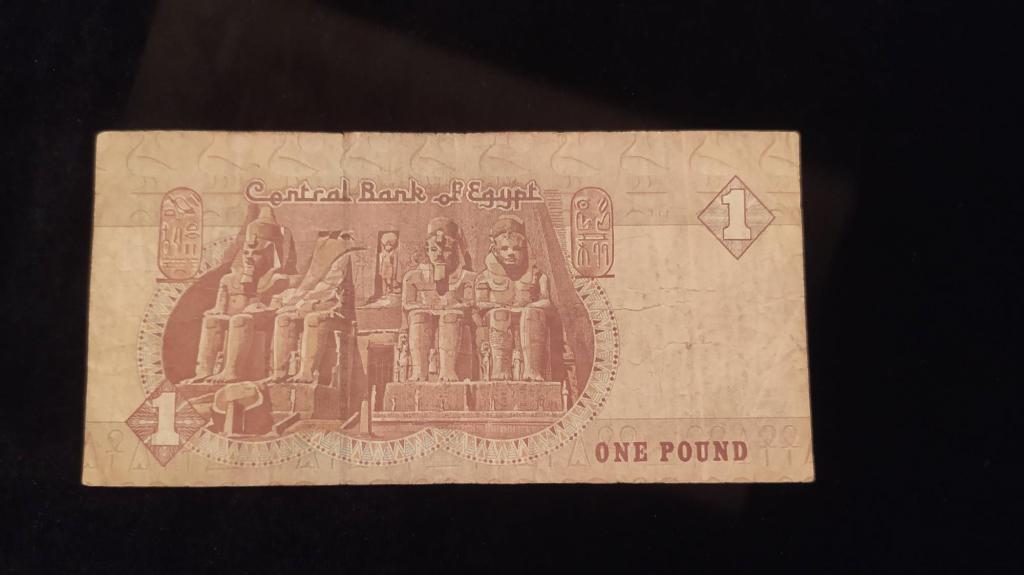 Central Bank of Egypt
1
1
ONE POUND